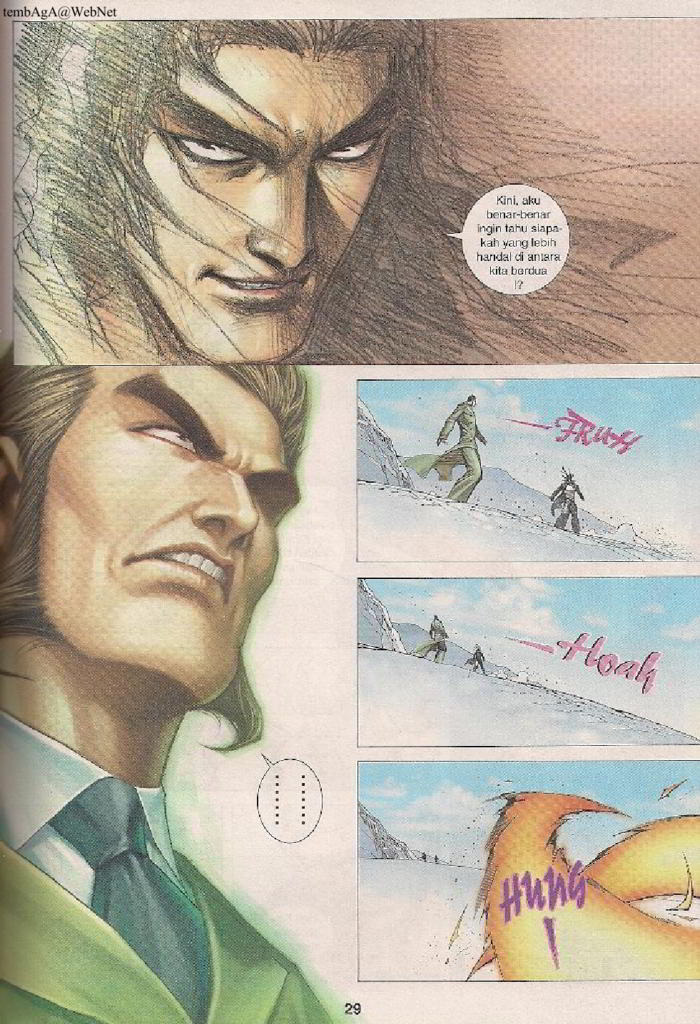 tembAgA@WebNet
Kini, aku
benar-benar
ingin tahu siapa-
kah yang lebih
handal di antara
kita berdua
!?
FRUSH
Hoah
......
......
HUNG
!
29